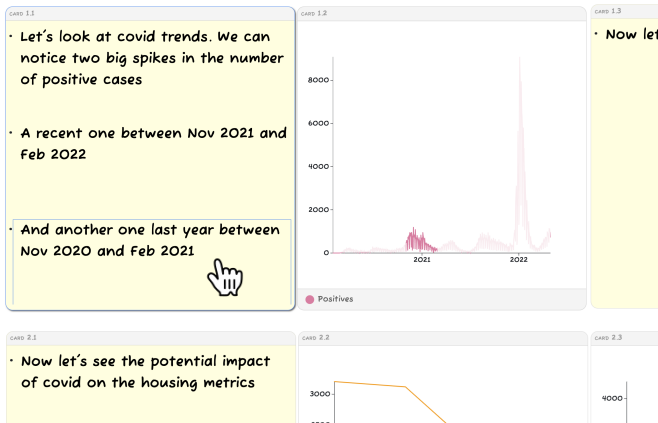 CARD 1.1
· Let's look at covid trends. We can
notice two big spikes in the number
of positive cases
· A recent one between Nov 2021 and
Feb 2022
· And another one last year between
Nov 2020 and Feb 2021
CARD 1.2
8000
6000
4000
2000
0
2021
2022
Positives
CARD 1.3
· Now let
CARD 2.1
· Now let's see the potential impact
of covid on the housing metrics
CARD 2.2
3000
CARD 2.3
4000